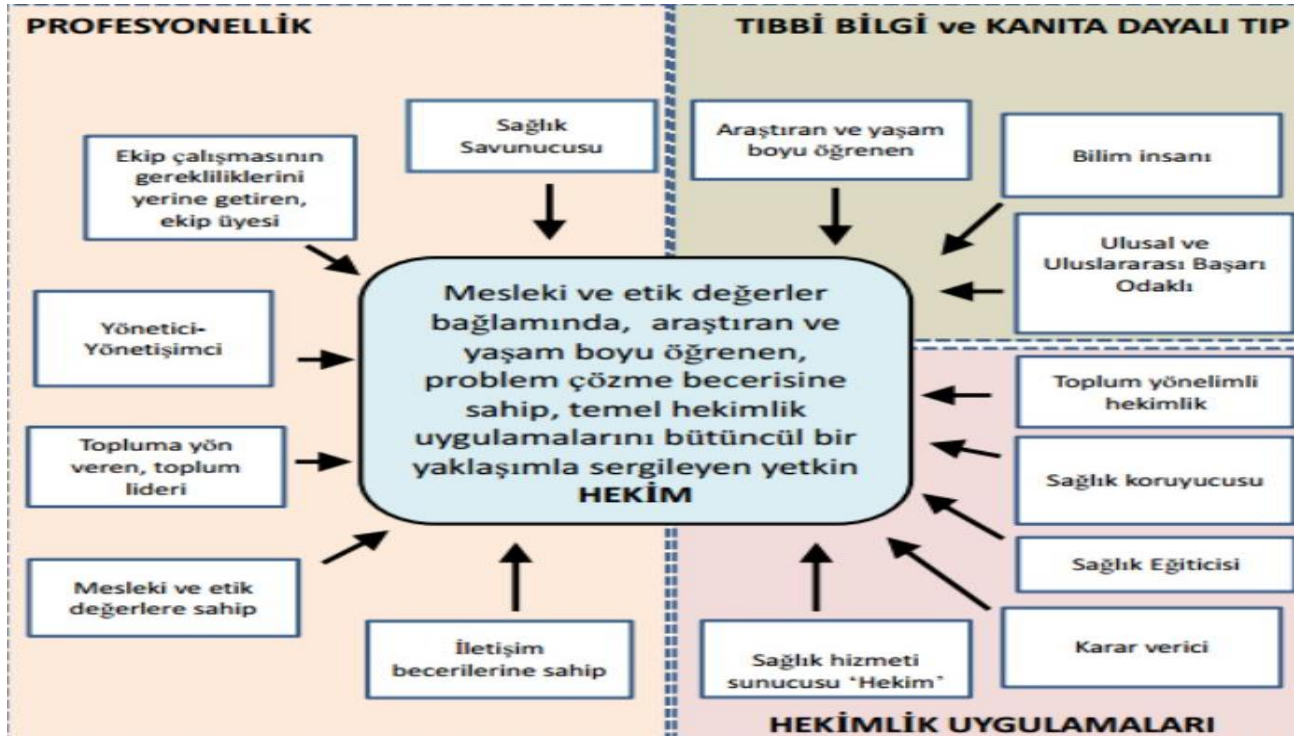 PROFESYONELLİK
Sağlık
Savunucusu
Ekip çalışmasının
gerekliliklerini
yerine getiren,
ekip üyesi
Yönetici-
Yönetişimci
Topluma yön
veren, toplum
lideri
Mesleki ve etik
değerlere sahip
İletişim
becerilerine sahip
TIBBİ BİLGİ ve KANITA DAYALI TIP
Araştıran ve yaşam
boyu öğrenen
Bilim insanı
Ulusal ve
Uluslararası Başarı
Odaklı
Mesleki ve etik değerler
bağlamında, araştıran ve
yaşam boyu öğrenen,
problem çözme becerisine
sahip, temel hekimlik
uygulamalarını bütüncül bir
yaklaşımla sergileyen yetkin
HEKİM
Toplum yönelimli
hekimlik
Sağlık koruyucusu
Sağlık Eğiticisi
Karar verici
Sağlık hizmeti
sunucusu ‘Hekim’
HEKİMLİK UYGULAMALARI